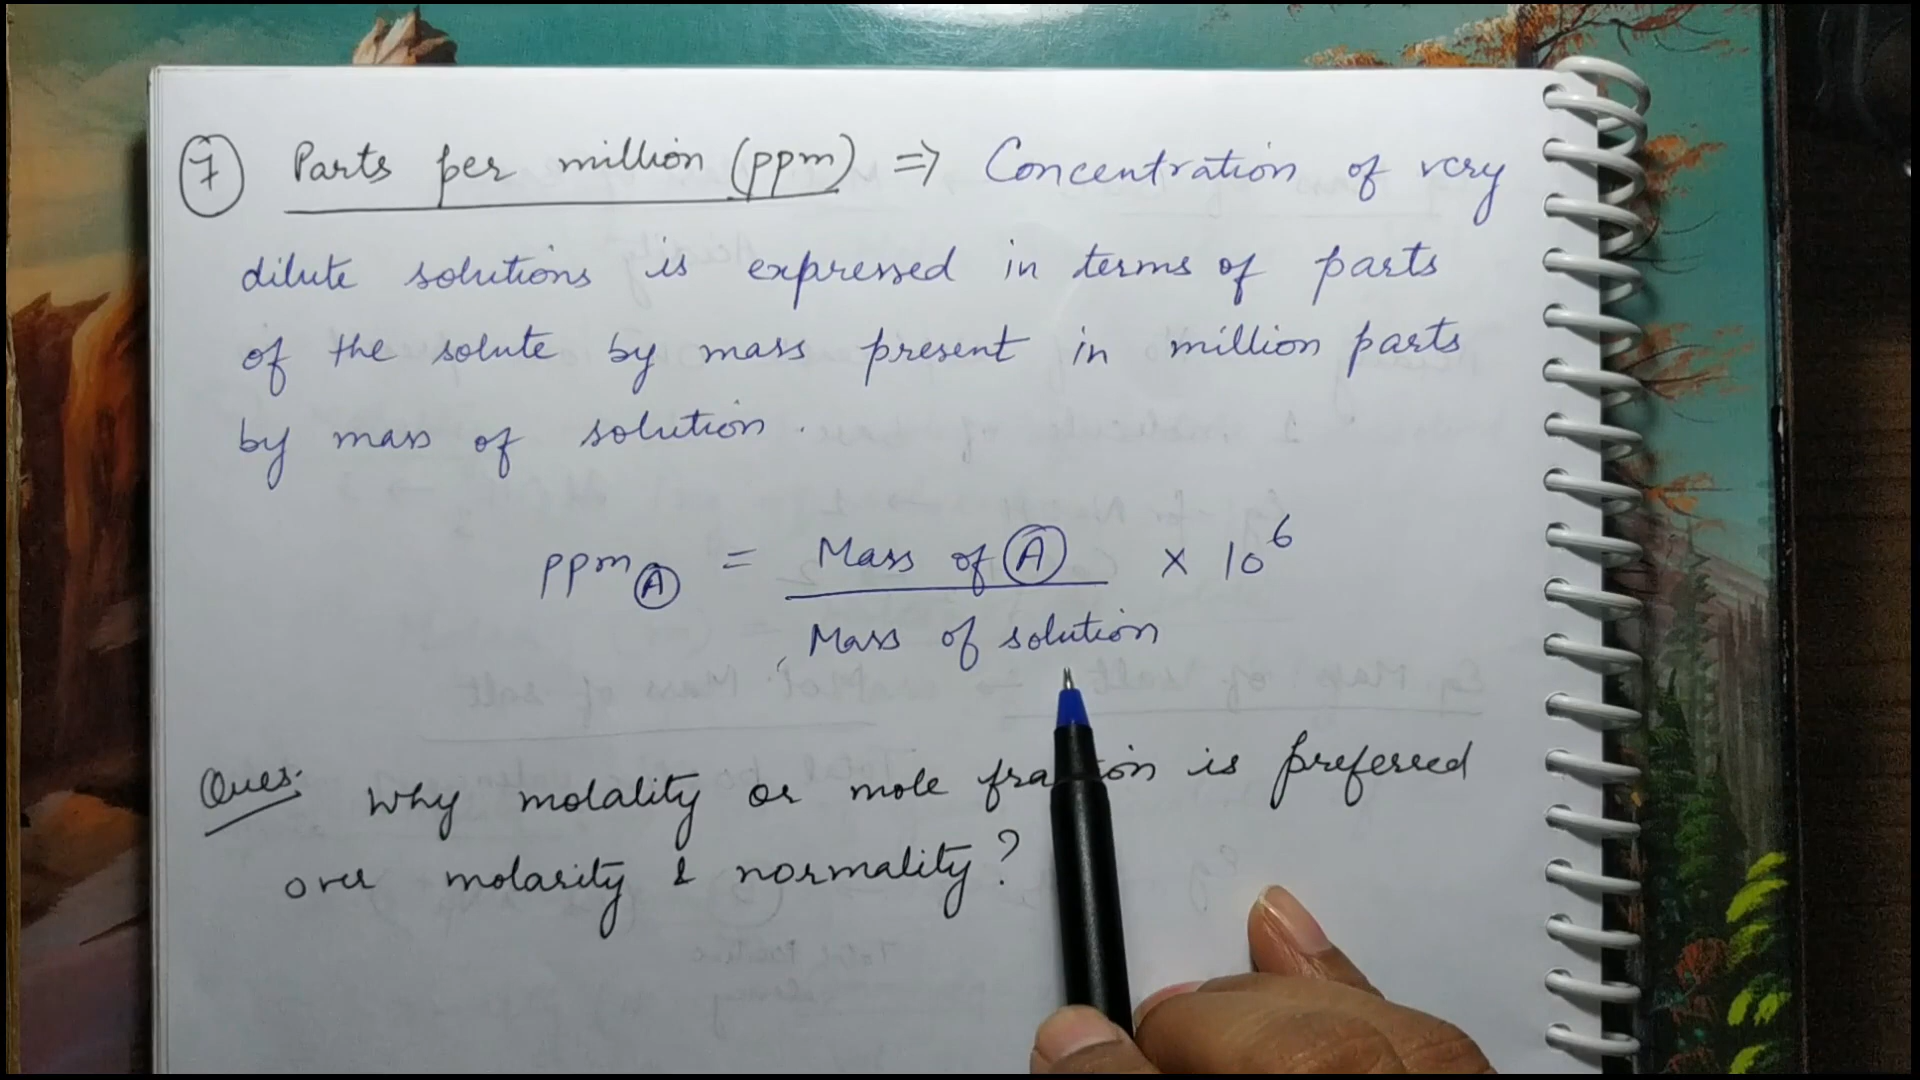 7 Parts per million (ppm) => Concentration of very
dilute solutions is expressed in terms of parts
of the solute by mass present in million parts
by mass of solution.
ppm A = Mass of A × 10^6
Mass of solution
Ques. Why molality or mole fraction is preferred
over molarity & normality?